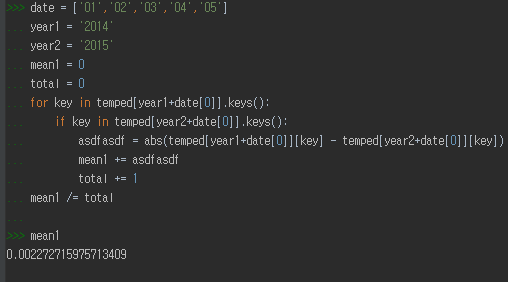 >>> date = ['01','02','03','04','05']
... year1 = '2014'
... year2 = '2015'
... mean1 = 0
... total = 0
... for key in temped[year1+date[0]].keys():
...     if key in temped[year2+date[0]].keys():
...         asdfasdf = abs(temped[year1+date[0]][key] - temped[year2+date[0]][key])
...         mean1 += asdfasdf
...         total += 1
... mean1 /= total
...
>>> mean1
0.002272715975713409